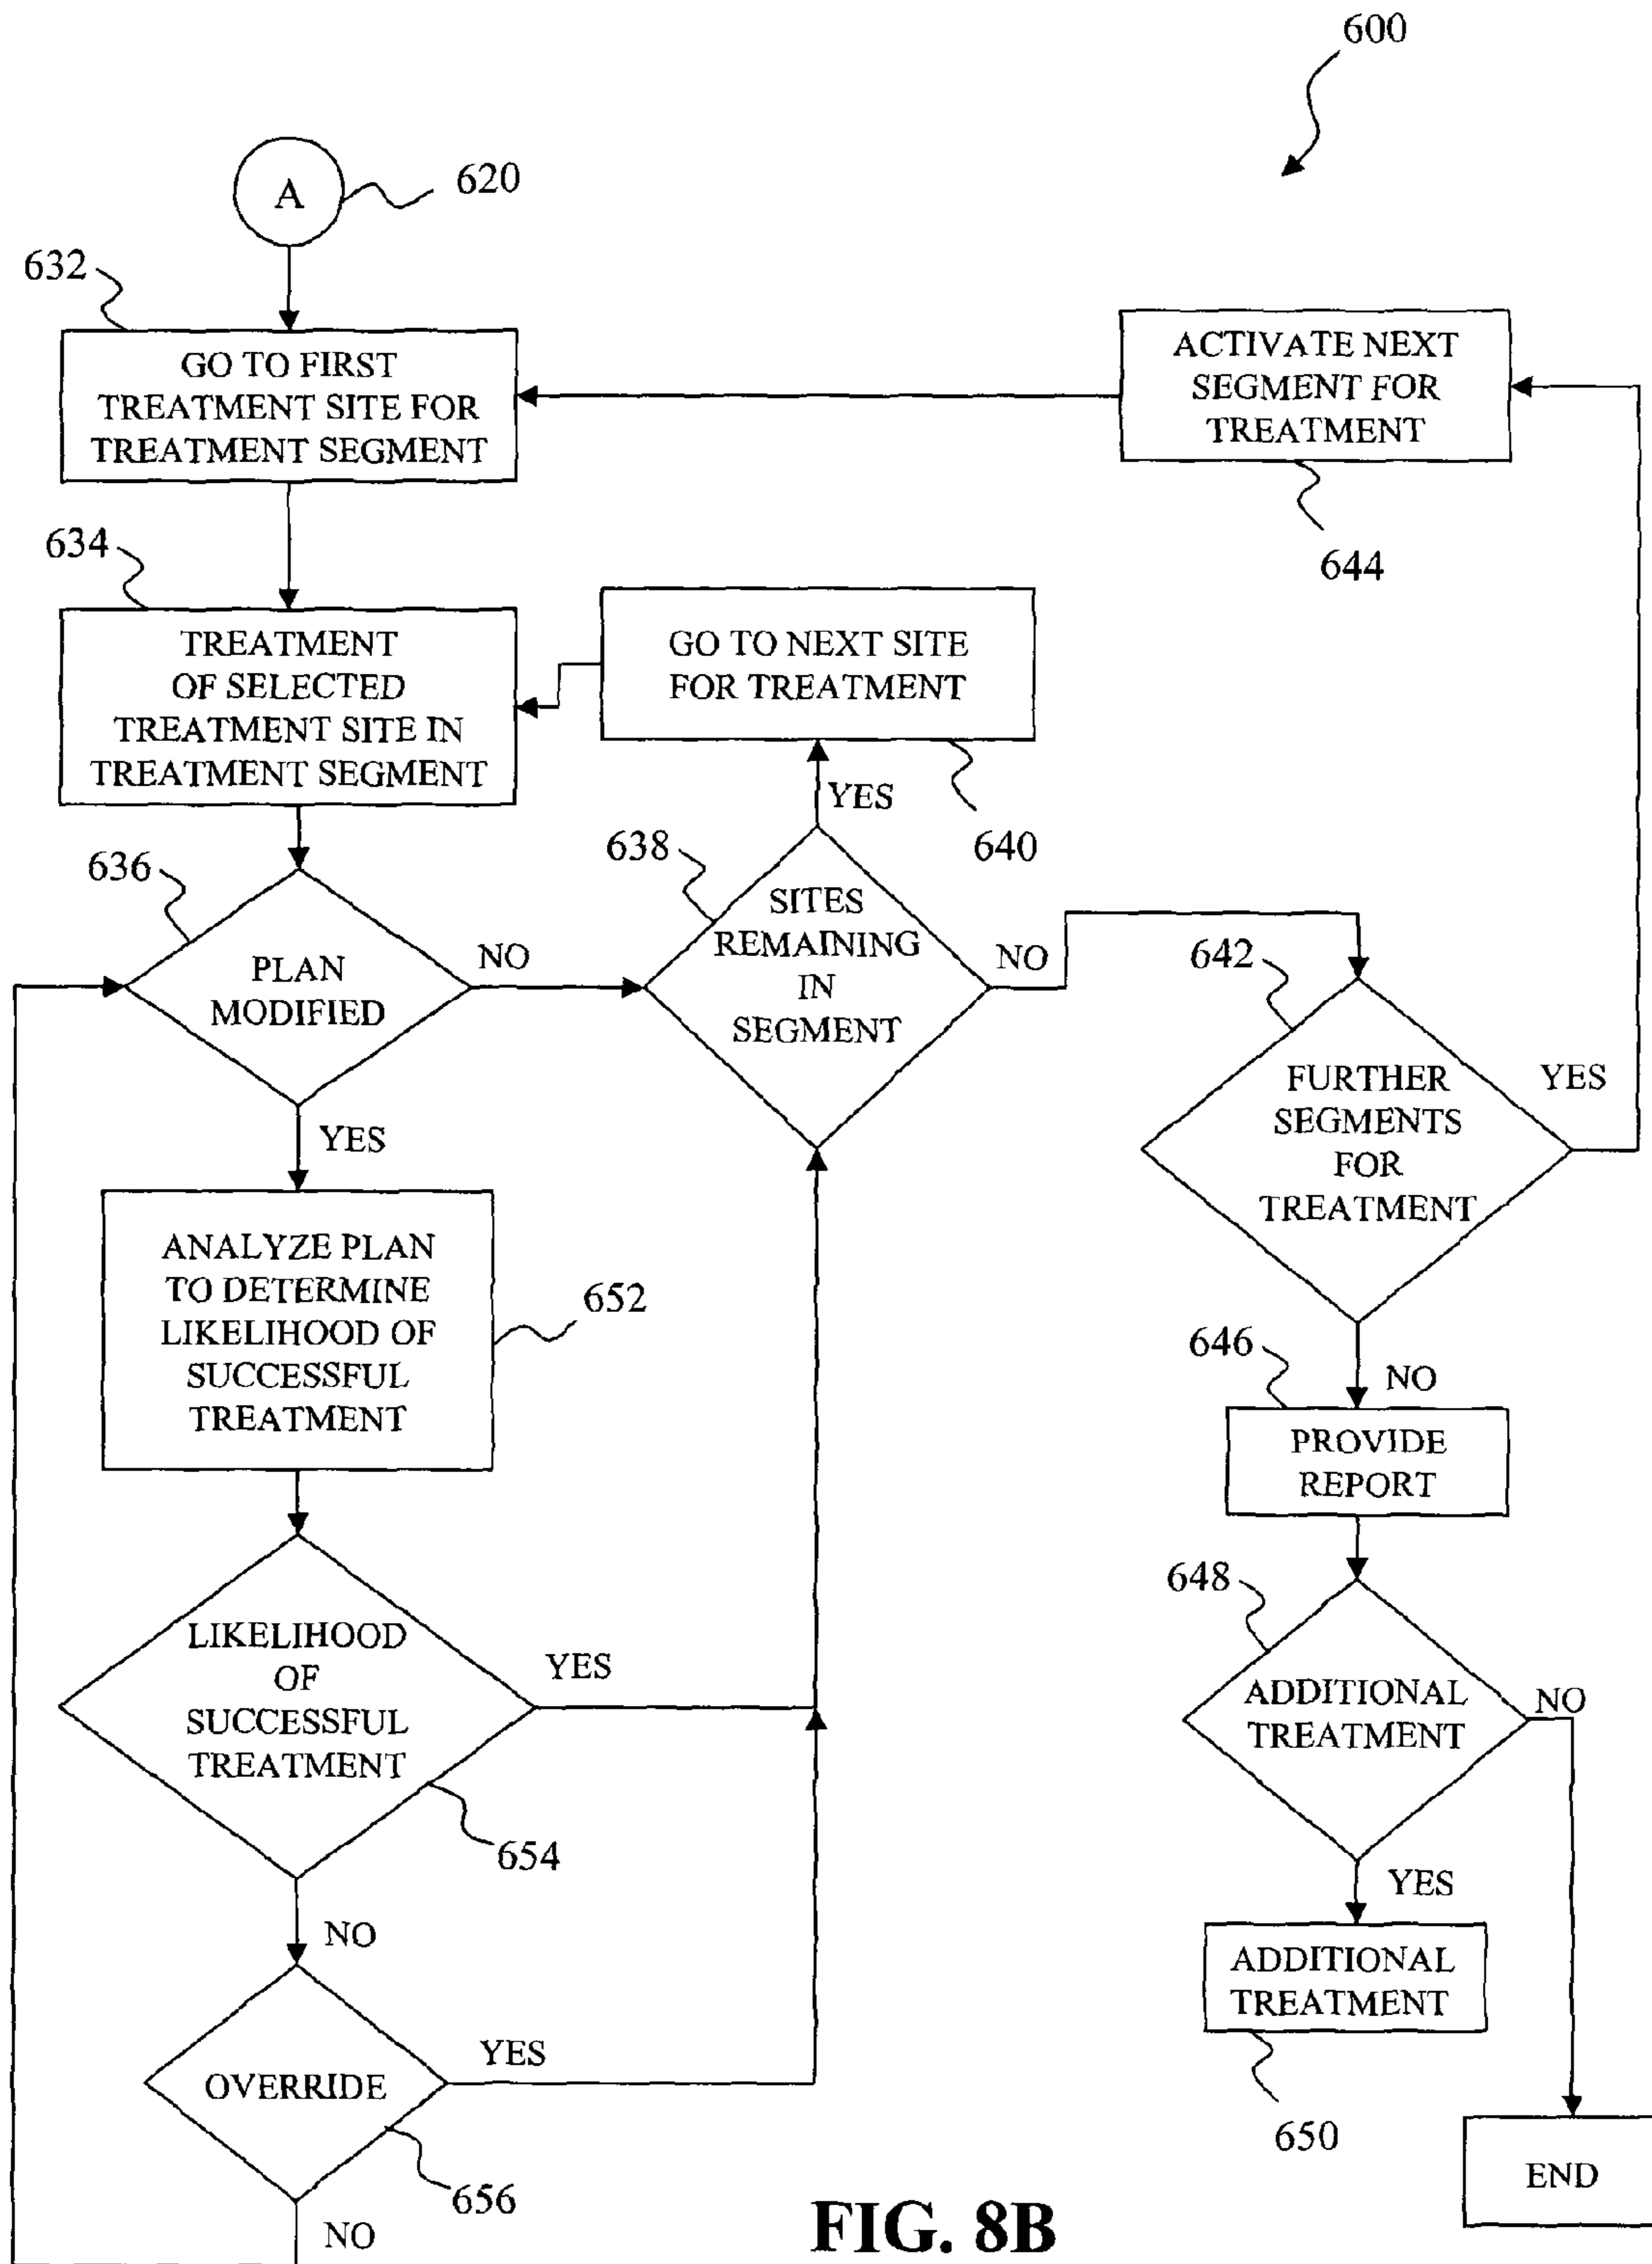 600
A
620
632
GO TO FIRST
TREATMENT SITE FOR
TREATMENT SEGMENT
ACTIVATE NEXT
SEGMENT FOR
TREATMENT
644
634
TREATMENT
OF SELECTED
TREATMENT SITE IN
TREATMENT SEGMENT
GO TO NEXT SITE
FOR TREATMENT
640
YES
636
PLAN
MODIFIED
NO
YES
638
SITES
REMAINING
IN
SEGMENT
NO
642
FURTHER
SEGMENTS
FOR
TREATMENT
YES
NO
ANALYZE PLAN
TO DETERMINE
LIKELIHOOD OF
SUCCESSFUL
TREATMENT
652
646
PROVIDE
REPORT
LIKELIHOOD
OF
SUCCESSFUL
TREATMENT
YES
654
NO
648
ADDITIONAL
TREATMENT
NO
YES
ADDITIONAL
TREATMENT
650
OVERRIDE
YES
656
NO
END
FIG. 8B